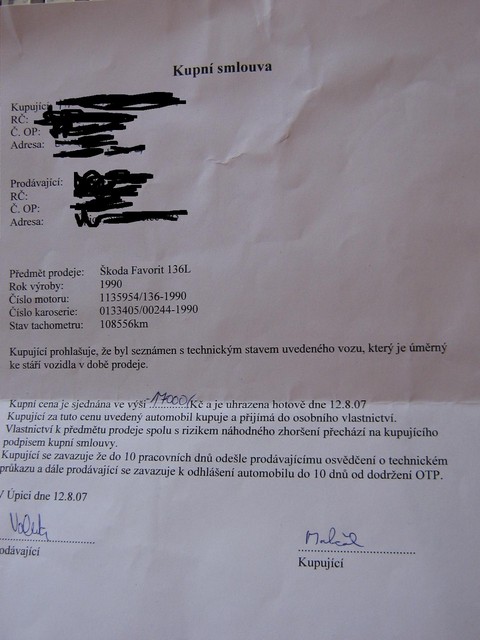 Kupní smlouva
Kupující
RČ:
Č. OP:
Adresa:
Prodávající:
RČ:
Č. OP:
Adresa:
Předmět prodeje: Škoda Favorit 136L
Rok výroby: 1990
Číslo motoru: 1135954/136-1990
Číslo karoserie: 0133405/00244-1990
Stav tachometru: 108556km
Kupující prohlašuje, že byl seznámen s technickým stavem uvedeného vozu, který je úměrný
ke stáří vozidla v době prodeje.
Kupní cena je sjednána ve výši 17000/Kč a je uhrazena hotově dne 12.8.07
Kupující za tuto cenu uvedený automobil kupuje a přijímá do osobního vlastnictví.
Vlastnictví k předmětu prodeje spolu s rizikem náhodného zhoršení přechází na kupujícího
podpisem kupní smlouvy.
Kupující se zavazuje že do 10 pracovních dnů odešle prodávajícímu osvědčení o technickém
průkazu a dále prodávající se zavazuje k odhlášení automobilu do 10 dnů od dodržení OTP.
V Úpici dne 12.8.07
odávající
Kupující